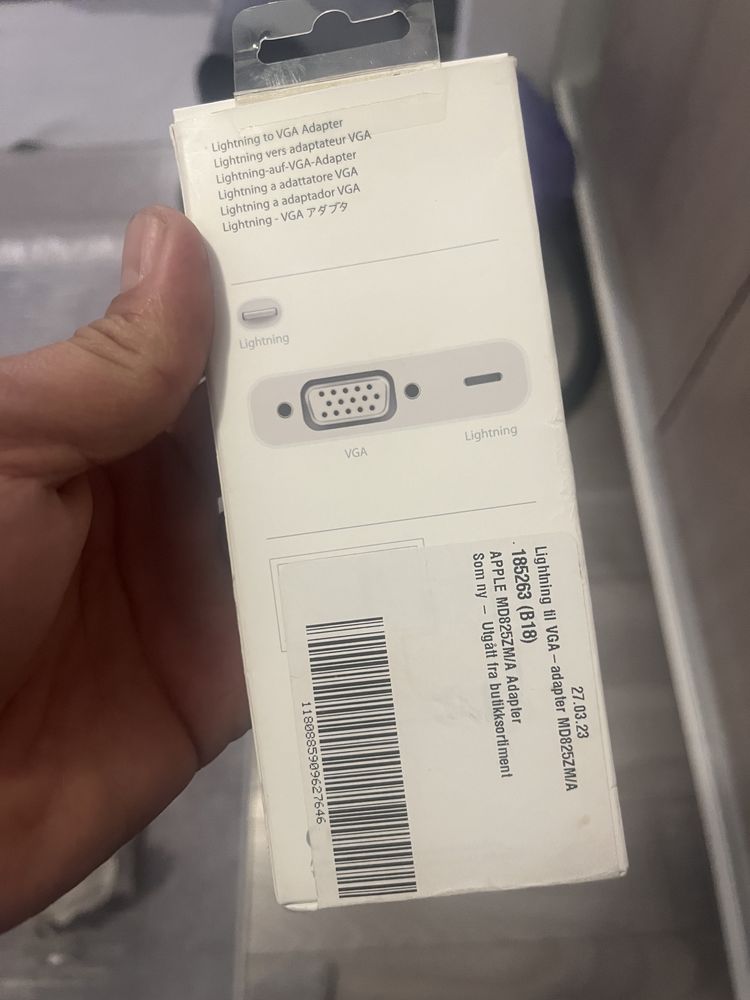 Lightning to VGA Adapter
Lightning vers adaptateur VGA
Lightning-auf-VGA-Adapter
Lightning a adattatore VGA
Lightning a adaptador VGA
Lightning - VGA アダプタ
Lightning
VGA
Lightning
27.03.23
Lightning til VGA – adapter MD825ZM/A
185263 (B18)
APPLE MD825ZM/A Adapter
Som ny – Utgått fra butikksortiment
1180885909627646